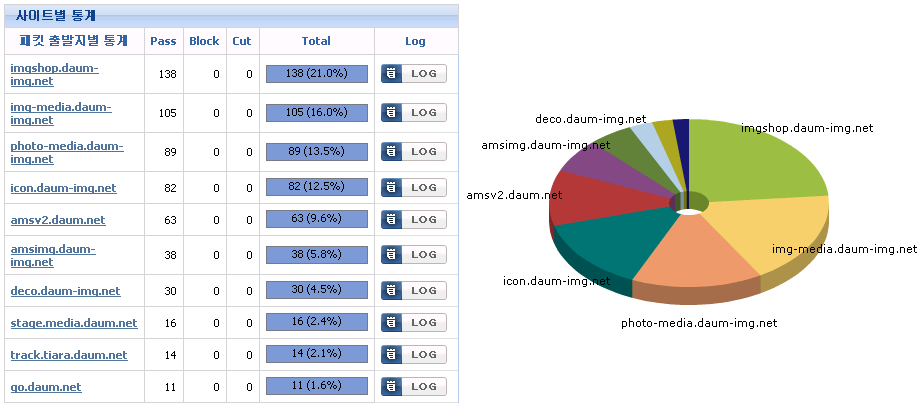 사이트별 통계
패킷 출발지별 통계 Pass Block Cut Total Log
imgshop.daum-
img.net 138 0 0 138 (21.0%) LOG
img-media.daum-
img.net 105 0 0 105 (16.0%) LOG
photo-media.daum-
img.net 89 0 0 89 (13.5%) LOG
icon.daum-img.net 82 0 0 82 (12.5%) LOG
amsv2.daum.net 63 0 0 63 (9.6%) LOG
amsimg.daum-
img.net 38 0 0 38 (5.8%) LOG
deco.daum-img.net 30 0 0 30 (4.5%) LOG
stage.media.daum.net 16 0 0 16 (2.4%) LOG
track.tiara.daum.net 14 0 0 14 (2.1%) LOG
go.daum.net 11 0 0 11 (1.6%) LOG
deco.daum-img.net
imgshop.daum-img.net
amsimg.daum-img.net
amsv2.daum.net
img-media.daum-img.net
icon.daum-img.net
photo-media.daum-img.net